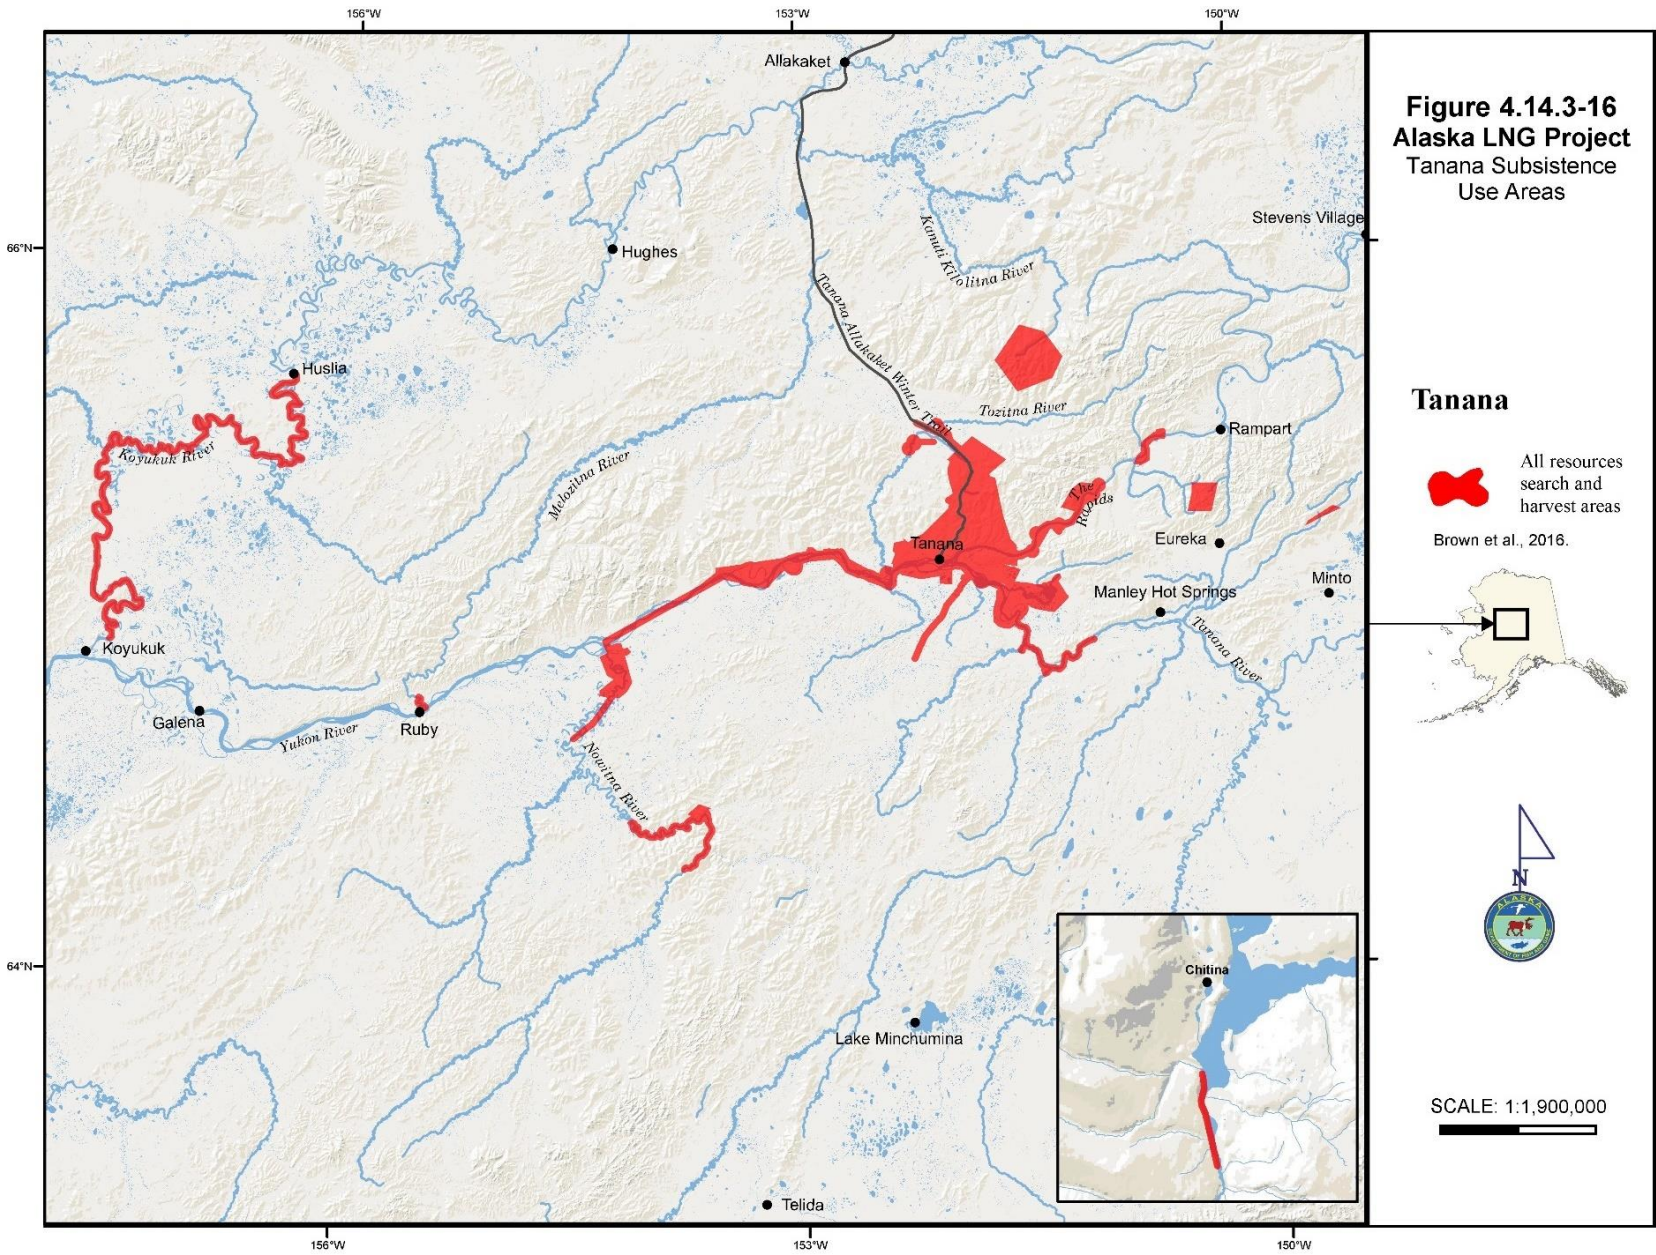 156°W
153°W
150°W
Allakaket
Figure 4.14.3-16
Alaska LNG Project
Tanana Subsistence
Use Areas
Stevens Village
66°N
Hughes
Kanuti Kilolitna River
Tanana Allakaket Winter Trail
Huslia
Tozitna River
Tanana
Rampart
Koyukuk River
Melozitna River
All resources
search and
harvest areas
The
Rapids
Eureka
Brown et al., 2016.
Tanana
Minto
Manley Hot Springs
Tanana River
Koyukuk
Galena
Yukon River
Ruby
Nowitna River
N
ALASKA
64°N
Chitina
Lake Minchumina
SCALE: 1:1,900,000
Telida
156°W
153°W
150°W